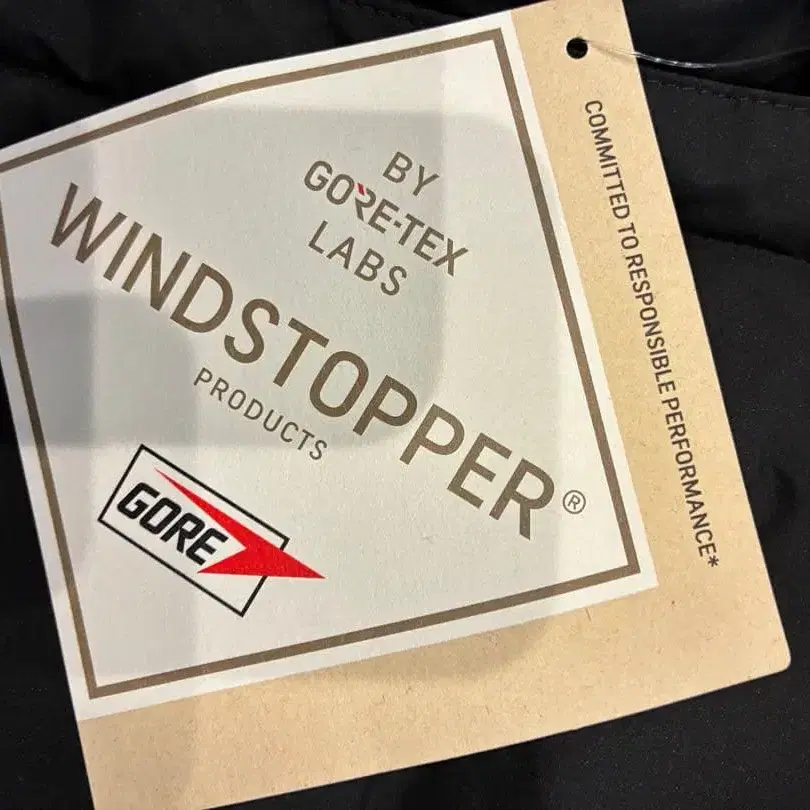 BY
GORE-TEX
LABS
WINDSTOPPER®
PRODUCTS
GORE
COMMITTED TO RESPONSIBLE PERFORMANCE*